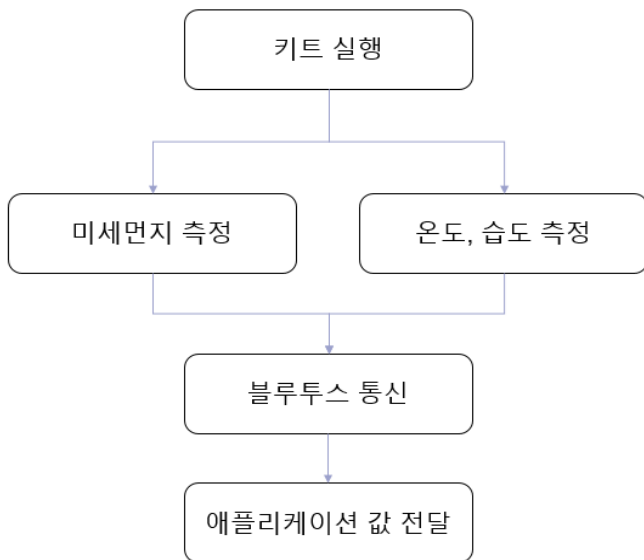 키트 실행
미세먼지 측정
온도, 습도 측정
블루투스 통신
애플리케이션 값 전달